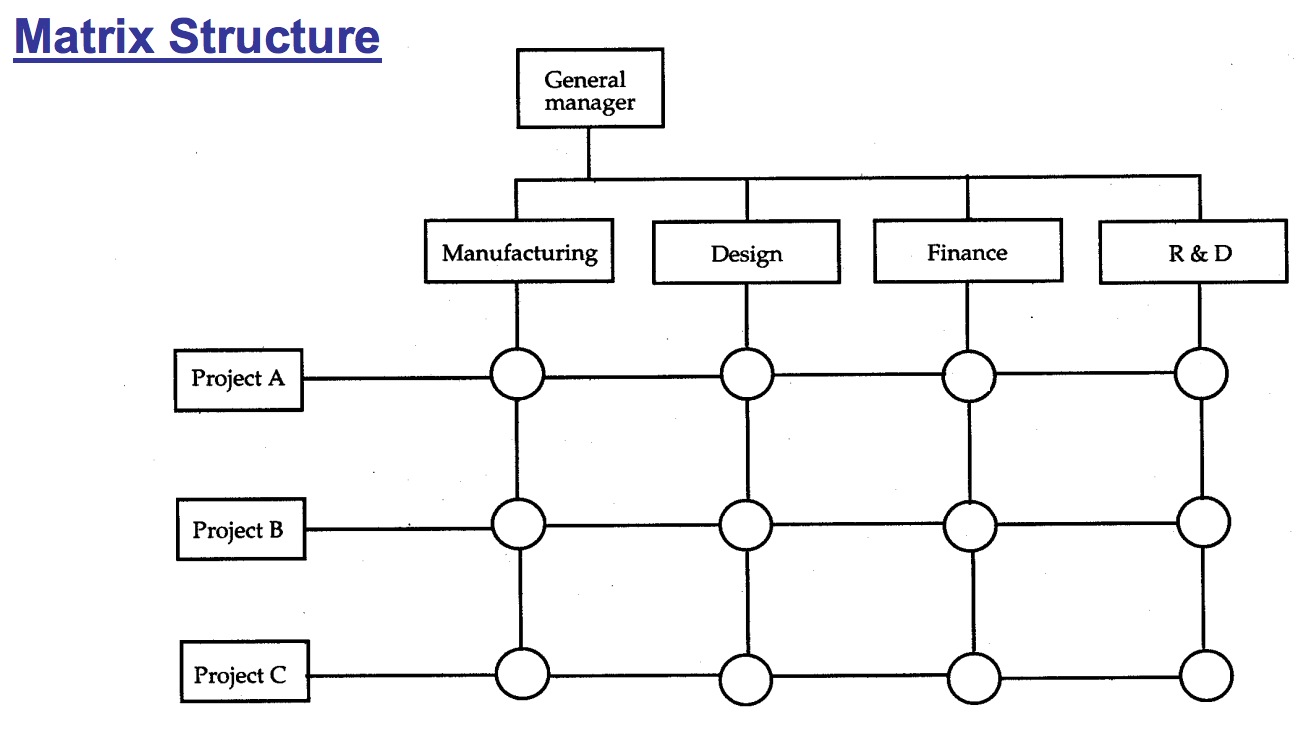 Matrix Structure
General
manager
Manufacturing
Design
Finance
R & D
Project A
Project B
Project C